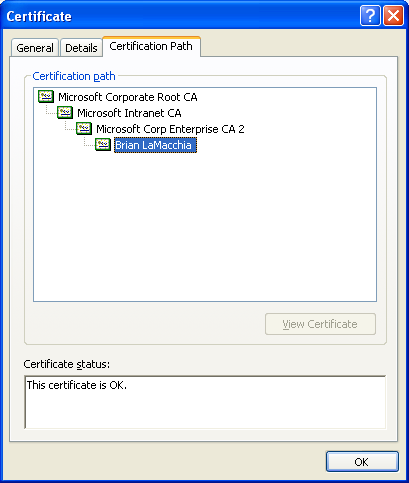 Certificate
General Details Certification Path
Certification path
Microsoft Corporate Root CA
Microsoft Intranet CA
Microsoft Corp Enterprise CA 2
Brian LaMacchia
View Certificate
Certificate status:
This certificate is OK.
OK